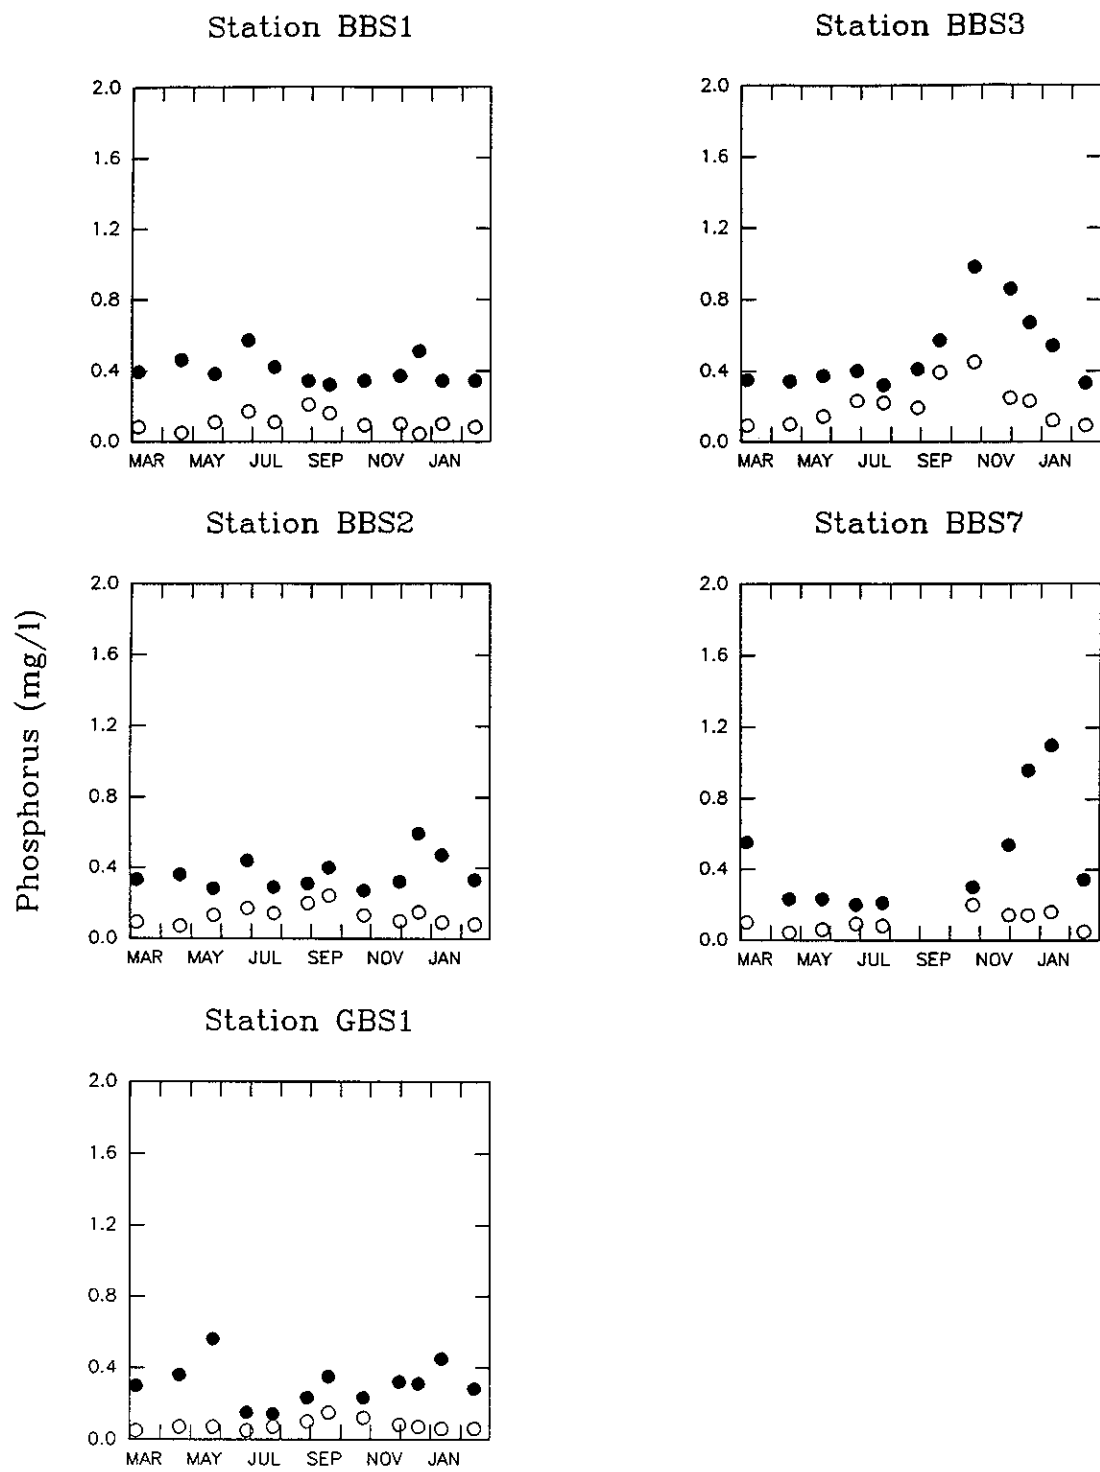 Station BBS1
2.0
1.6
1.2
0.8
0.4
0.0
MAR MAY JUL SEP NOV JAN
Station BBS3
2.0
1.6
1.2
0.8
0.4
0.0
MAR MAY JUL SEP NOV JAN
Phosphorus (mg/l)
Station BBS2
2.0
1.6
1.2
0.8
0.4
0.0
MAR MAY JUL SEP NOV JAN
Station BBS7
2.0
1.6
1.2
0.8
0.4
0.0
MAR MAY JUL SEP NOV JAN
Station GBS1
2.0
1.6
1.2
0.8
0.4
0.0
MAR MAY JUL SEP NOV JAN